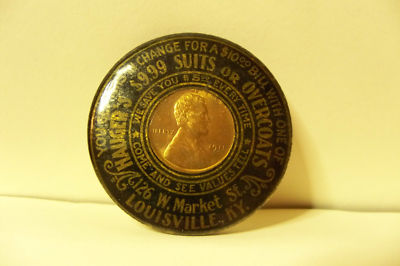 YOUR CHANGE FOR A $10.00 BILL WITH ONE OF
HAUGER'S $9.99 SUITS OR OVERCOATS
WE SAVE YOU $5.00 EVERY TIME
COME AND SEE VALUES TELL
LIBERTY
126 W. Market St.
LOUISVILLE, KY.